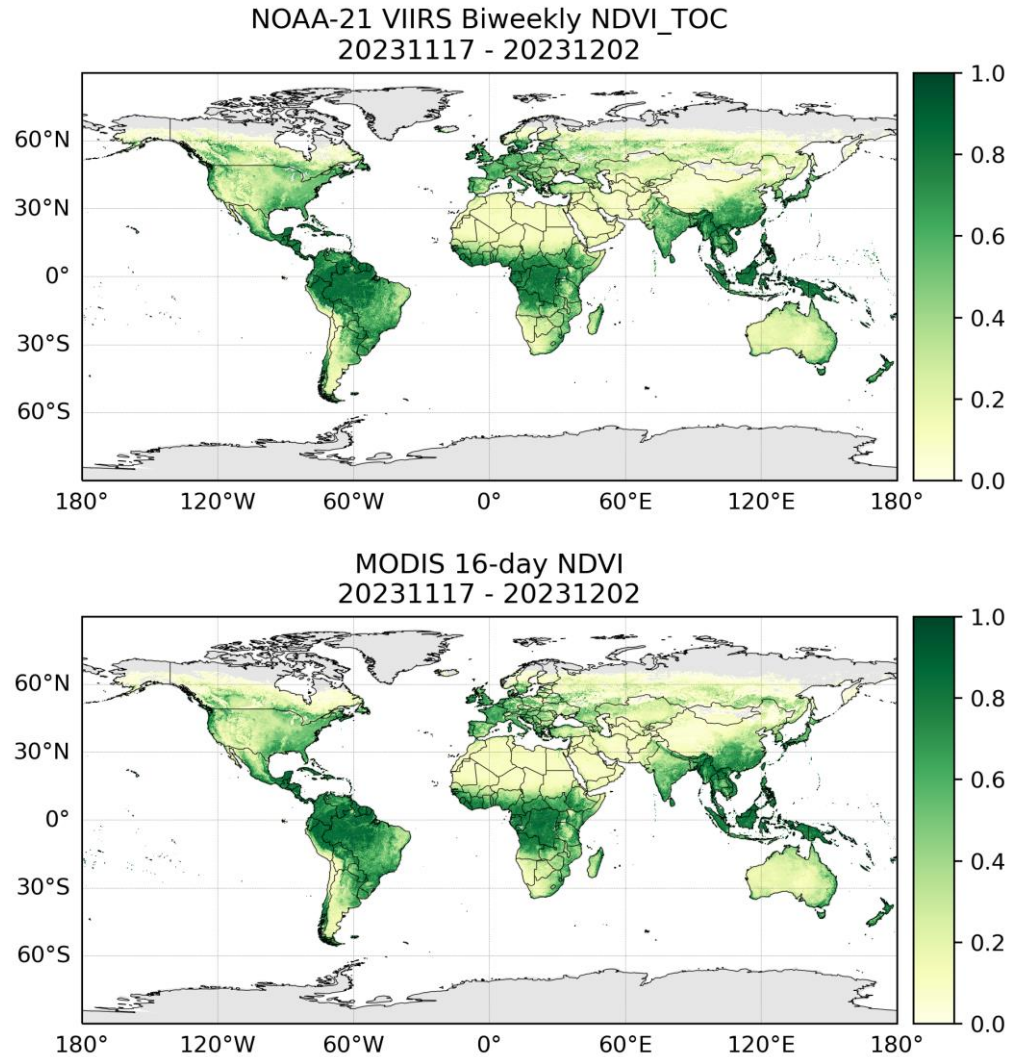 NOAA-21 VIIRS Biweekly NDVI_TOC
20231117 - 20231202
1.0
0.8
0.6
0.4
0.2
0.0
60°N
30°N
0°
30°S
60°S
180° 120°W 60°W 0° 60°E 120°E 180°
MODIS 16-day NDVI
20231117 - 20231202
1.0
0.8
0.6
0.4
0.2
0.0
60°N
30°N
0°
30°S
60°S
180° 120°W 60°W 0° 60°E 120°E 180°